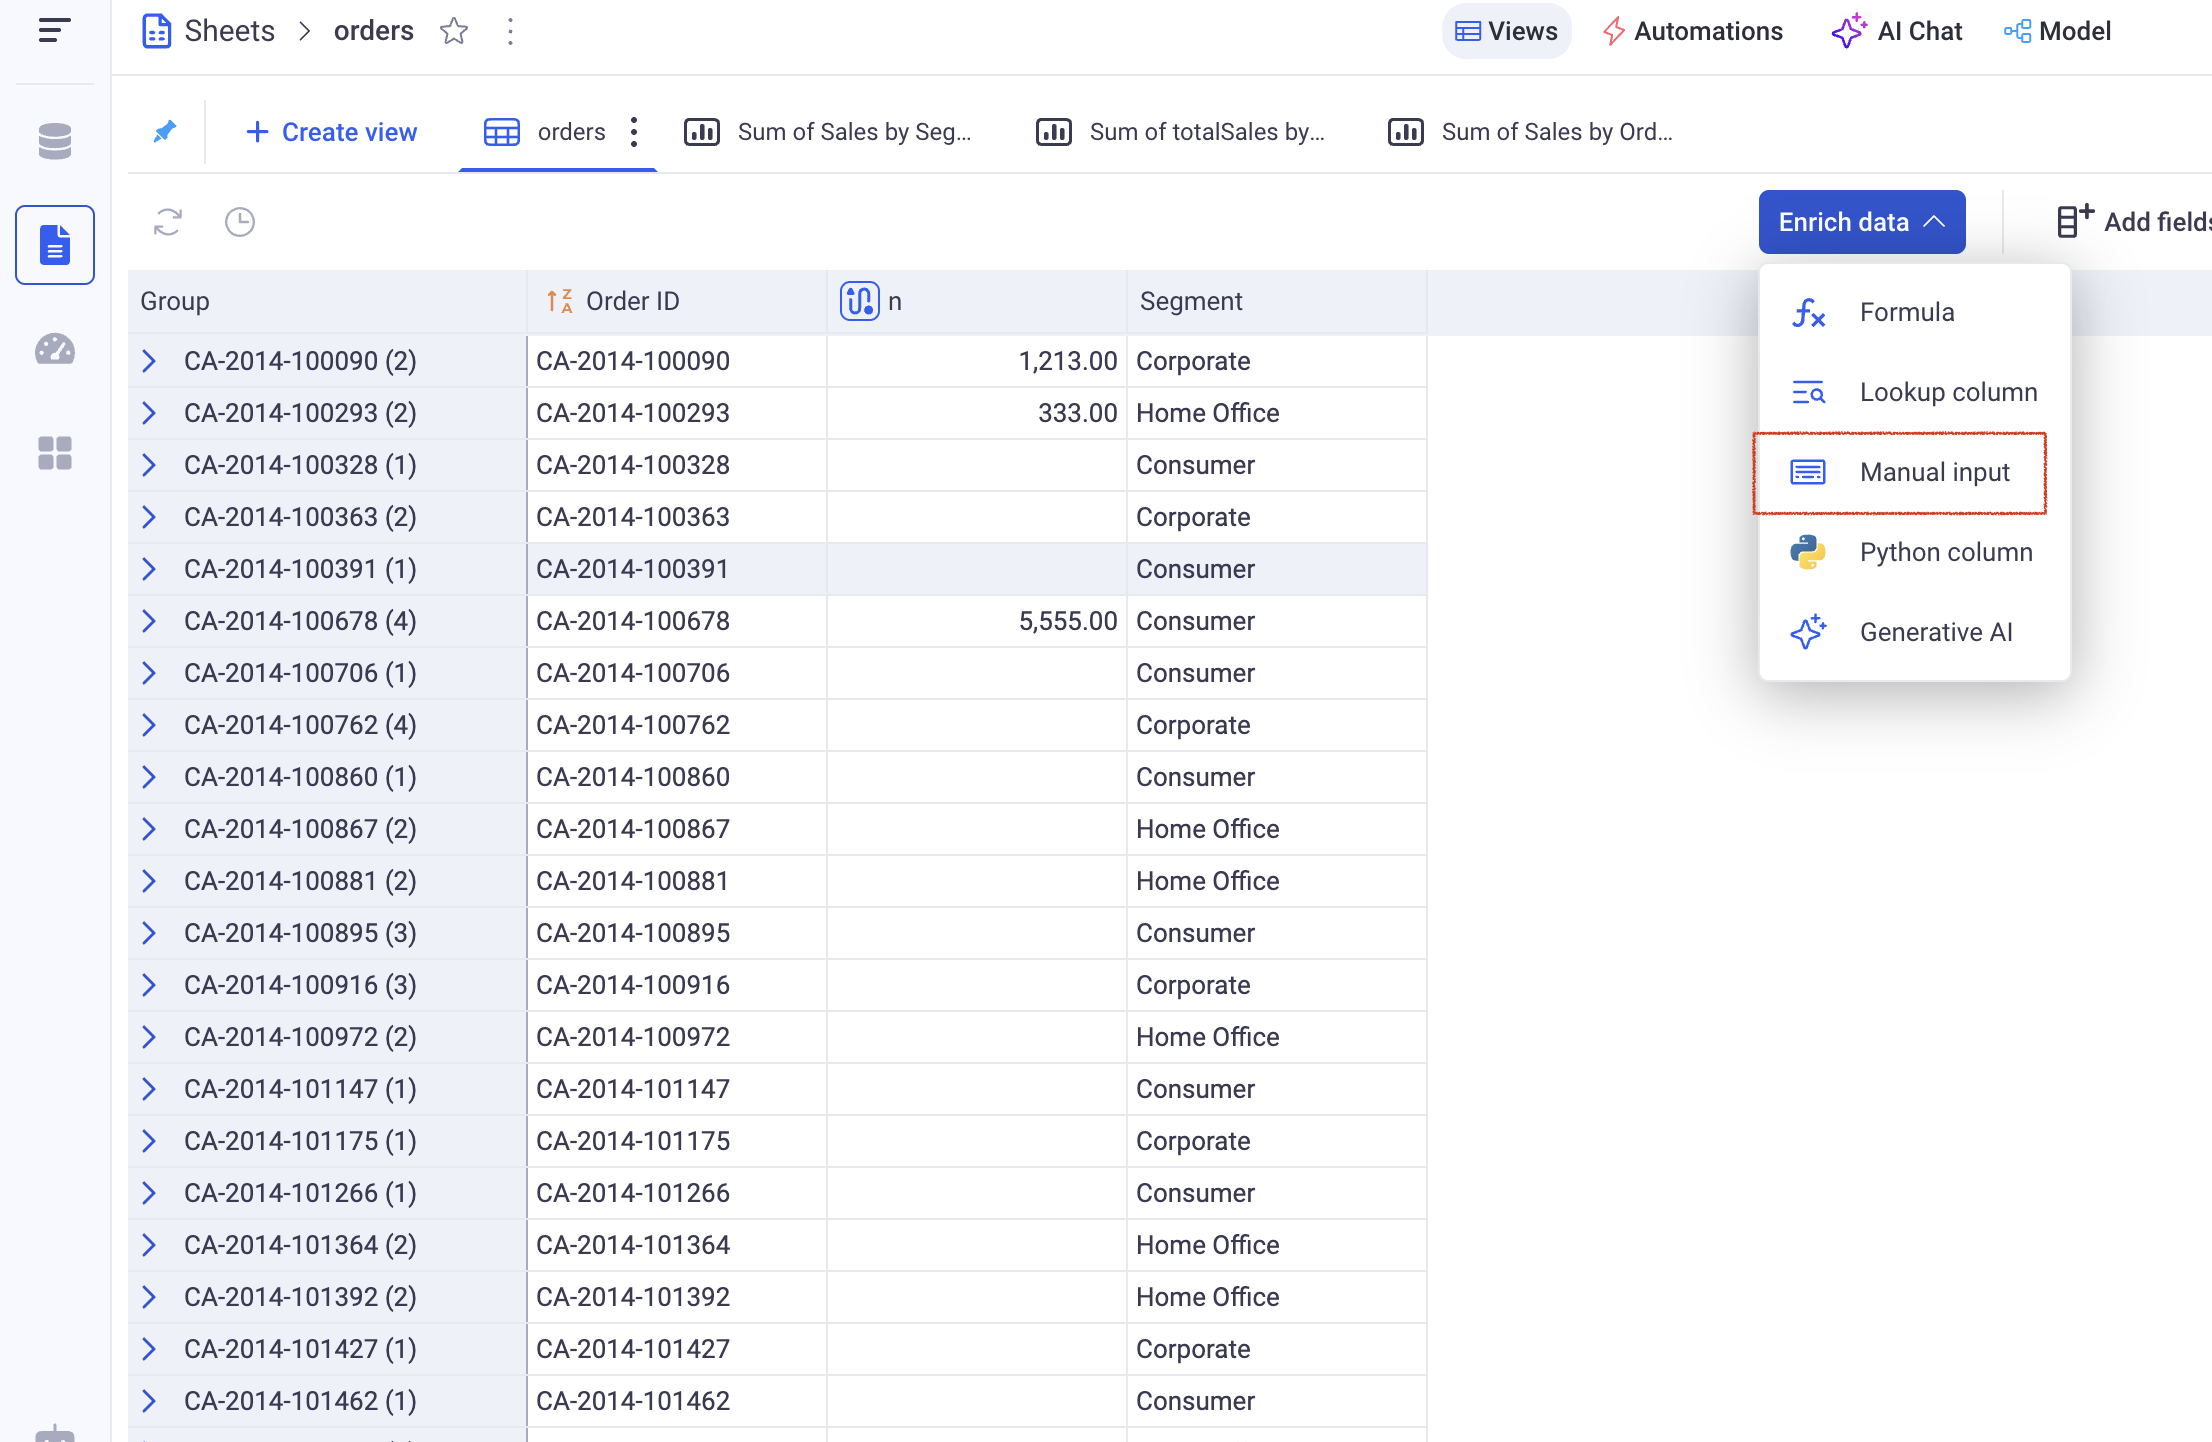 Sheets > orders
Views
Automations
AI Chat
Model
+ Create view
orders
Sum of Sales by Seg...
Sum of totalSales by...
Sum of Sales by Ord...
Enrich data
Add fields
Formula
Lookup column
Manual input
Python column
Generative AI
Group Order ID n Segment
CA-2014-100090 (2) CA-2014-100090 1,213.00 Corporate
CA-2014-100293 (2) CA-2014-100293 333.00 Home Office
CA-2014-100328 (1) CA-2014-100328 Consumer
CA-2014-100363 (2) CA-2014-100363 Corporate
CA-2014-100391 (1) CA-2014-100391 Consumer
CA-2014-100678 (4) CA-2014-100678 5,555.00 Consumer
CA-2014-100706 (1) CA-2014-100706 Consumer
CA-2014-100762 (4) CA-2014-100762 Corporate
CA-2014-100860 (1) CA-2014-100860 Consumer
CA-2014-100867 (2) CA-2014-100867 Home Office
CA-2014-100881 (2) CA-2014-100881 Home Office
CA-2014-100895 (3) CA-2014-100895 Consumer
CA-2014-100916 (3) CA-2014-100916 Corporate
CA-2014-100972 (2) CA-2014-100972 Home Office
CA-2014-101147 (1) CA-2014-101147 Consumer
CA-2014-101175 (1) CA-2014-101175 Corporate
CA-2014-101266 (1) CA-2014-101266 Consumer
CA-2014-101364 (2) CA-2014-101364 Home Office
CA-2014-101392 (2) CA-2014-101392 Home Office
CA-2014-101427 (1) CA-2014-101427 Corporate
CA-2014-101462 (1) CA-2014-101462 Consumer